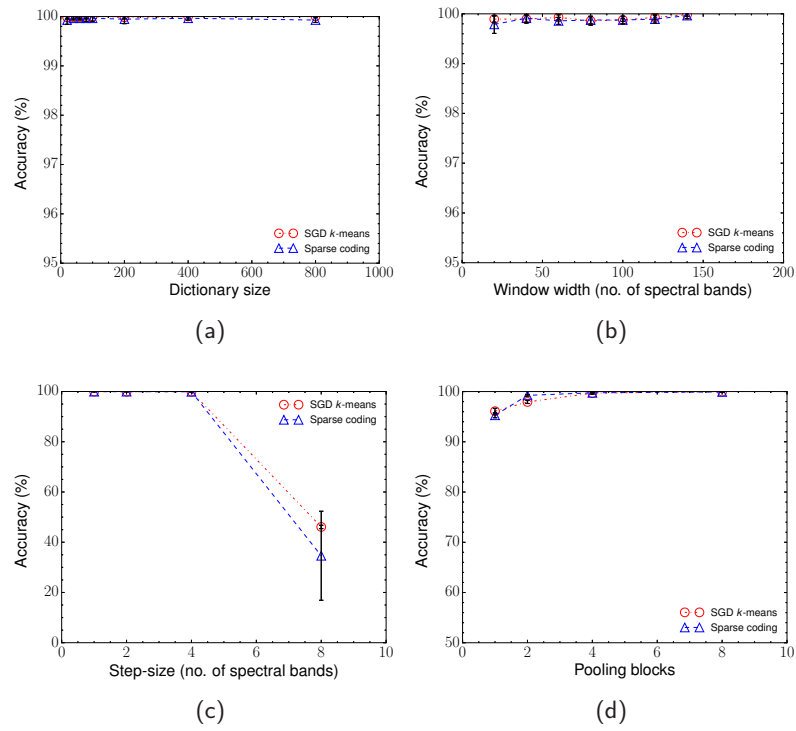 100
99
98
97
96
95
0 200 400 600 800 1000
Accuracy (%)
Dictionary size
SGD k-means
Sparse coding
(a)
100
99
98
97
96
95
0 50 100 150 200
Accuracy (%)
Window width (no. of spectral bands)
SGD k-means
Sparse coding
(b)
100
80
60
40
20
0
0 2 4 6 8 10
Accuracy (%)
Step-size (no. of spectral bands)
SGD k-means
Sparse coding
(c)
100
90
80
70
60
50
0 2 4 6 8 10
Accuracy (%)
Pooling blocks
SGD k-means
Sparse coding
(d)